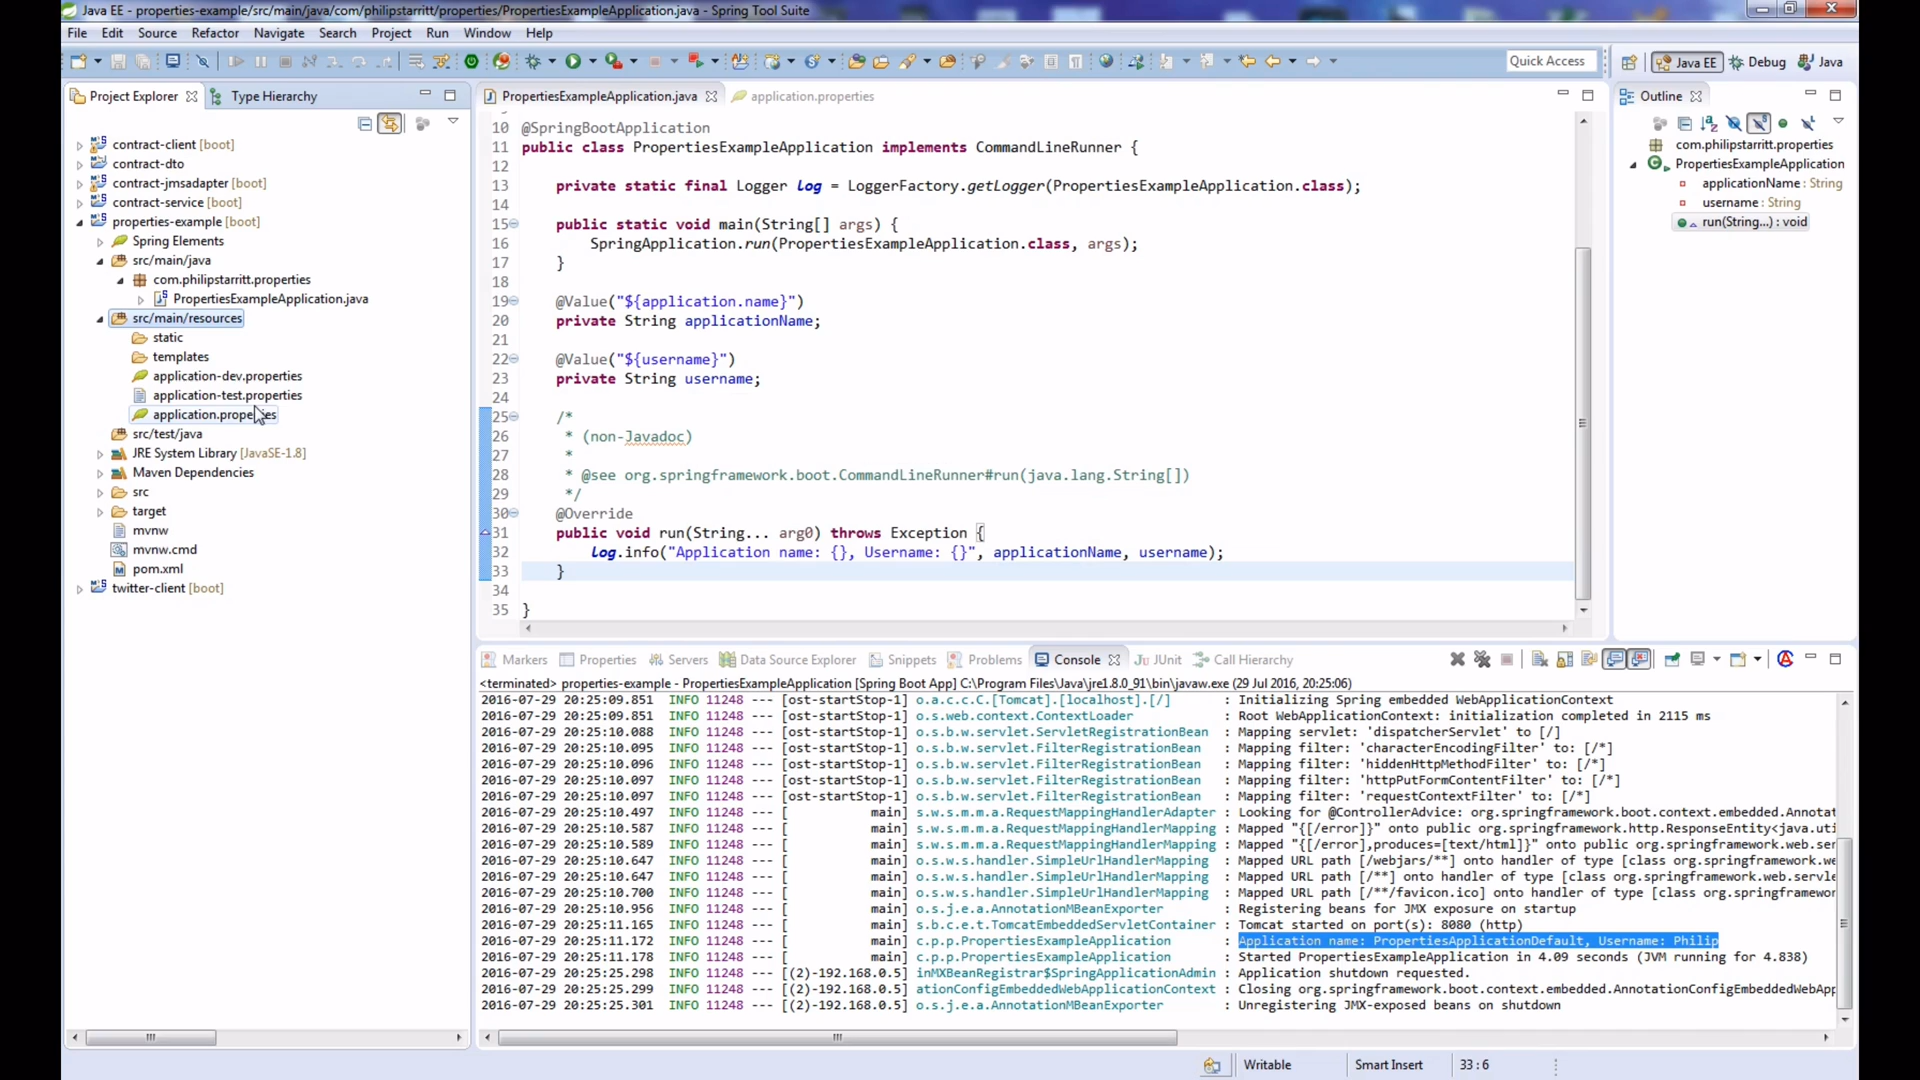 Java EE - properties-example/src/main/java/com/philipstarritt/properties/PropertiesExampleApplication.java - Spring Tool Suite
File Edit Source Refactor Navigate Search Project Run Window Help
Quick Access
Java EE
Debug
Java
Project Explorer
Type Hierarchy
contract-client [boot]
contract-dto
contract-jmsadapter [boot]
contract-service [boot]
properties-example [boot]
Spring Elements
src/main/java
com.philipstarritt.properties
PropertiesExampleApplication.java
src/main/resources
static
templates
application-dev.properties
application-test.properties
application.properties
src/test/java
JRE System Library [JavaSE-1.8]
Maven Dependencies
src
target
mvnw
mvnw.cmd
pom.xml
twitter-client [boot]
PropertiesExampleApplication.java
application.properties
10 @SpringBootApplication
11 public class PropertiesExampleApplication implements CommandLineRunner {
12
13 private static final Logger log = LoggerFactory.getLogger(PropertiesExampleApplication.class);
14
15 public static void main(String[] args) {
16 SpringApplication.run(PropertiesExampleApplication.class, args);
17 }
18
19 @Value("${application.name}")
20 private String applicationName;
21
22 @Value("${username}")
23 private String username;
24
25 /*
26 * (non-Javadoc)
27 *
28 * @see org.springframework.boot.CommandLineRunner#run(java.lang.String[])
29 */
30 @Override
31 public void run(String... arg0) throws Exception {
32 log.info("Application name: {}, Username: {}", applicationName, username);
33 }
34
35 }
Outline
com.philipstarritt.properties
PropertiesExampleApplication
applicationName : String
username : String
run(String...) : void
Markers Properties Servers Data Source Explorer Snippets Problems Console JUnit Call Hierarchy
<terminated> properties-example - PropertiesExampleApplication [Spring Boot App] C:\Program Files\Java\jre1.8.0_91\bin\javaw.exe (29 Jul 2016, 20:25:06)
2016-07-29 20:25:09.851 INFO 11248 --- [ost-startStop-1] o.a.c.c.C.[Tomcat].[localhost].[/] : Initializing Spring embedded WebApplicationContext
2016-07-29 20:25:09.851 INFO 11248 --- [ost-startStop-1] o.s.web.context.ContextLoader : Root WebApplicationContext: initialization completed in 2115 ms
2016-07-29 20:25:10.088 INFO 11248 --- [ost-startStop-1] o.s.b.w.servlet.ServletRegistrationBean : Mapping servlet: 'dispatcherServlet' to [/]
2016-07-29 20:25:10.095 INFO 11248 --- [ost-startStop-1] o.s.b.w.servlet.FilterRegistrationBean : Mapping filter: 'characterEncodingFilter' to: [/*]
2016-07-29 20:25:10.096 INFO 11248 --- [ost-startStop-1] o.s.b.w.servlet.FilterRegistrationBean : Mapping filter: 'hiddenHttpMethodFilter' to: [/*]
2016-07-29 20:25:10.097 INFO 11248 --- [ost-startStop-1] o.s.b.w.servlet.FilterRegistrationBean : Mapping filter: 'httpPutFormContentFilter' to: [/*]
2016-07-29 20:25:10.097 INFO 11248 --- [ost-startStop-1] o.s.b.w.servlet.FilterRegistrationBean : Mapping filter: 'requestContextFilter' to: [/*]
2016-07-29 20:25:10.497 INFO 11248 --- [ main] s.w.s.m.m.a.RequestMappingHandlerAdapter : Looking for @ControllerAdvice: org.springframework.boot.context.embedded.Annotat
2016-07-29 20:25:10.587 INFO 11248 --- [ main] s.w.s.m.m.a.RequestMappingHandlerMapping : Mapped "{[/error]}" onto public org.springframework.http.ResponseEntity<java.uti
2016-07-29 20:25:10.589 INFO 11248 --- [ main] s.w.s.m.m.a.RequestMappingHandlerMapping : Mapped "{[/error],produces=[text/html]}" onto public org.springframework.web.ser
2016-07-29 20:25:10.647 INFO 11248 --- [ main] o.s.w.s.handler.SimpleUrlHandlerMapping : Mapped URL path [/webjars/**] onto handler of type [class org.springframework.we
2016-07-29 20:25:10.647 INFO 11248 --- [ main] o.s.w.s.handler.SimpleUrlHandlerMapping : Mapped URL path [/**] onto handler of type [class org.springframework.web.servle
2016-07-29 20:25:10.700 INFO 11248 --- [ main] o.s.w.s.handler.SimpleUrlHandlerMapping : Mapped URL path [/**/favicon.ico] onto handler of type [class org.springframewor
2016-07-29 20:25:10.956 INFO 11248 --- [ main] o.s.j.e.a.AnnotationMBeanExporter : Registering beans for JMX exposure on startup
2016-07-29 20:25:11.165 INFO 11248 --- [ main] s.b.c.e.t.TomcatEmbeddedServletContainer : Tomcat started on port(s): 8080 (http)
2016-07-29 20:25:11.172 INFO 11248 --- [ main] c.p.p.PropertiesExampleApplication : Application name: PropertiesApplicationDefault, Username: Philip
2016-07-29 20:25:11.178 INFO 11248 --- [ main] c.p.p.PropertiesExampleApplication : Started PropertiesExampleApplication in 4.09 seconds (JVM running for 4.838)
2016-07-29 20:25:25.298 INFO 11248 --- [(2)-192.168.0.5] inMXBeanRegistrar$SpringApplicationAdmin : Application shutdown requested.
2016-07-29 20:25:25.299 INFO 11248 --- [(2)-192.168.0.5] ationConfigEmbeddedWebApplicationContext : Closing org.springframework.boot.context.embedded.AnnotationConfigEmbeddedWebApp
2016-07-29 20:25:25.301 INFO 11248 --- [(2)-192.168.0.5] o.s.j.e.a.AnnotationMBeanExporter : Unregistering JMX-exposed beans on shutdown
Writable Smart Insert 33 : 6